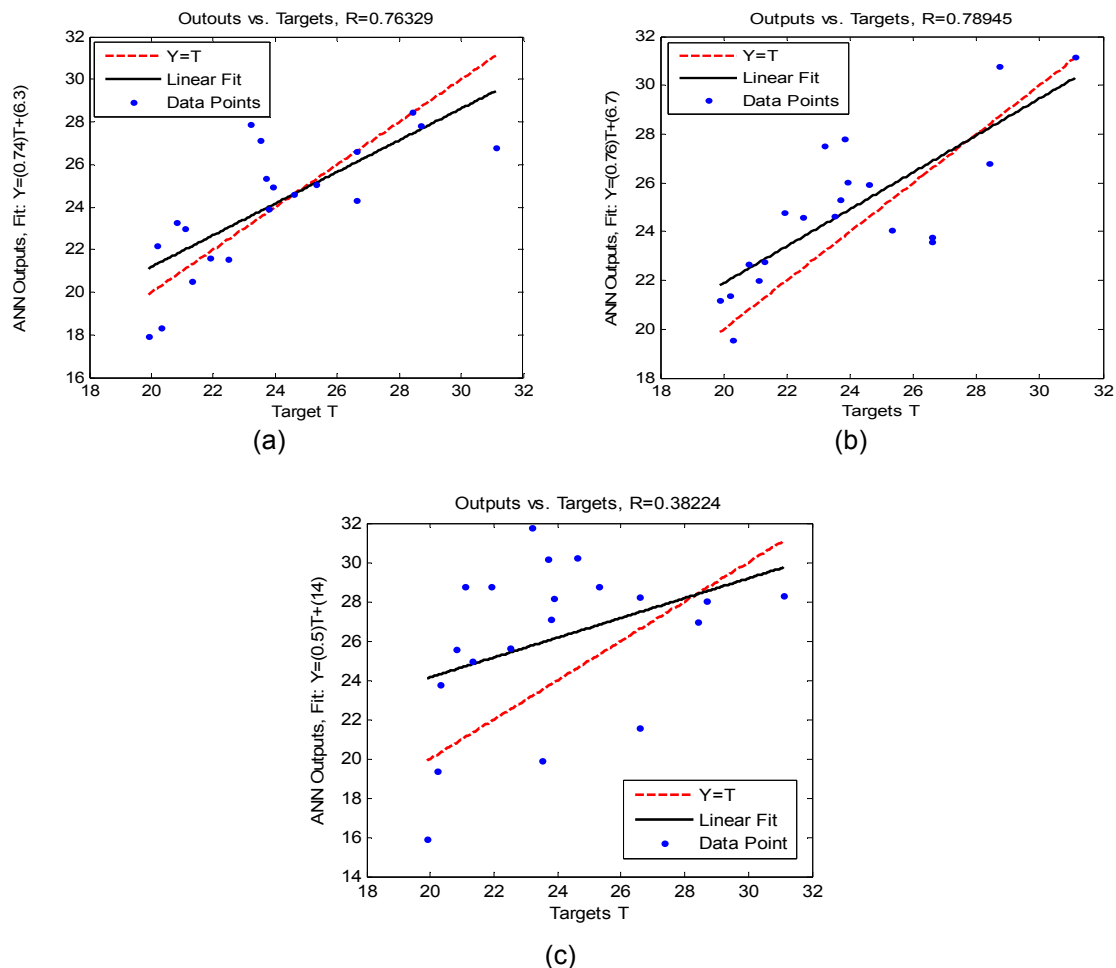 Outouts vs. Targets, R=0.76329
32
30
28
26
24
22
20
18
16
Y=T
Linear Fit
Data Points
ANN Outputs, Fit: Y=(0.74)T+(6.3)
18 20 22 24 26 28 30 32
Target T
(a)
Outputs vs. Targets, R=0.78945
32
30
28
26
24
22
20
18
Y=T
Linear Fit
Data Points
ANN Outputs, Fit: Y=(0.76)T+(6.7)
18 20 22 24 26 28 30 32
Targets T
(b)
Outputs vs. Targets, R=0.38224
32
30
28
26
24
22
20
18
16
14
ANN Outputs, Fit: Y=(0.5)T+(14)
Y=T
Linear Fit
Data Point
18 20 22 24 26 28 30 32
Targets T
(c)